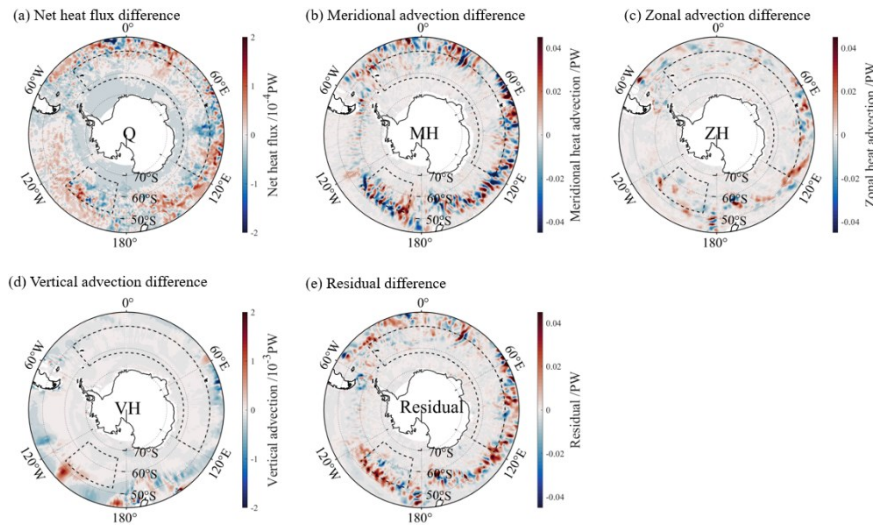 (a) Net heat flux difference
0°
60°E
120°E
180°
120°W
60°W
Q
70°S
60°S
50°S
2
1
0
-1
-2
Net heat flux /10⁻⁴PW
(b) Meridional advection difference
0°
60°E
120°E
180°
120°W
60°W
MH
70°S
60°S
50°S
0.04
0.02
0
-0.02
-0.04
Meridional heat advection /PW
(c) Zonal advection difference
0°
60°E
120°E
180°
120°W
60°W
ZH
70°S
60°S
50°S
0.04
0.02
0
-0.02
-0.04
Zonal heat advection /PW
(d) Vertical advection difference
0°
60°E
120°E
180°
120°W
60°W
VH
70°S
60°S
50°S
2
1
0
-1
-2
Vertical advection /10⁻³PW
(e) Residual difference
0°
60°E
120°E
180°
120°W
60°W
Residual
70°S
60°S
50°S
0.04
0.02
0
-0.02
-0.04
Residual /PW